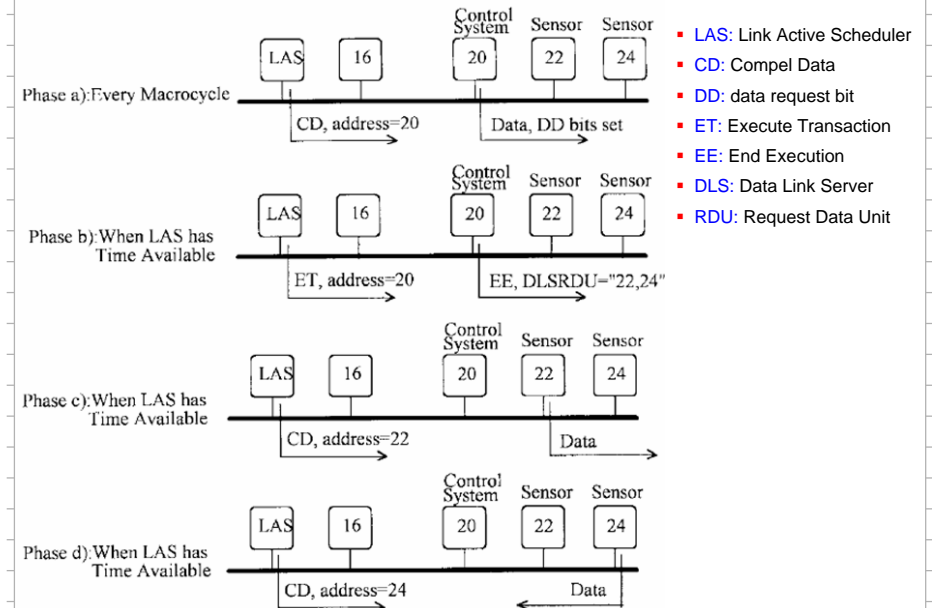 Control
System Sensor Sensor
LAS 16 20 22 24
Phase a):Every Macrocycle
CD, address=20 Data, DD bits set
Control
System Sensor Sensor
LAS 16 20 22 24
Phase b):When LAS has
Time Available
ET, address=20 EE, DLSRDU="22,24"
Control
System Sensor Sensor
LAS 16 20 22 24
Phase c):When LAS has
Time Available
CD, address=22 Data
Control
System Sensor Sensor
LAS 16 20 22 24
Phase d):When LAS has
Time Available
CD, address=24 Data
LAS: Link Active Scheduler
CD: Compel Data
DD: data request bit
ET: Execute Transaction
EE: End Execution
DLS: Data Link Server
RDU: Request Data Unit